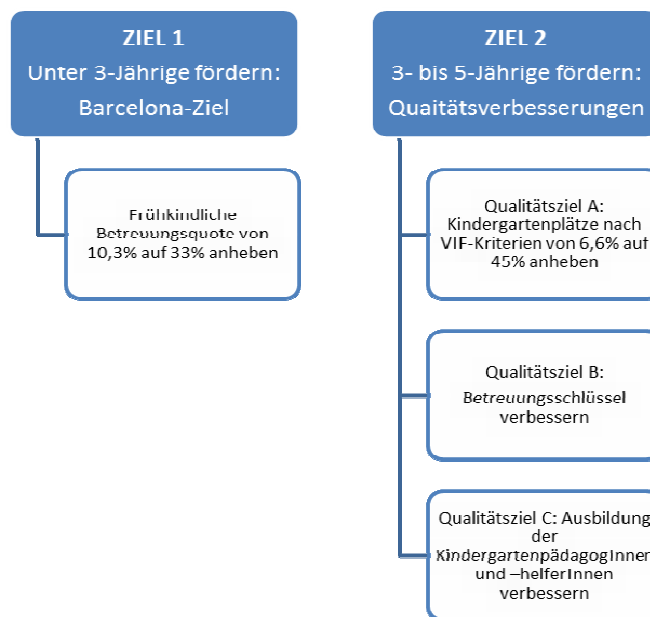 ZIEL 1
Unter 3-Jährige fördern:
Barcelona-Ziel
Frühkindliche
Betreuungsquote von
10,3% auf 33% anheben
ZIEL 2
3- bis 5-Jährige fördern:
Quaitätsverbesserungen
Qualitätsziel A:
Kindergartenplätze nach
VIF-Kriterien von 6,6% auf
45% anheben
Qualitätsziel B:
Betreuungsschlüssel
verbessern
Qualitätsziel C: Ausbildung
der
KindergartenpädagogInnen
und –helferInnen
verbessern